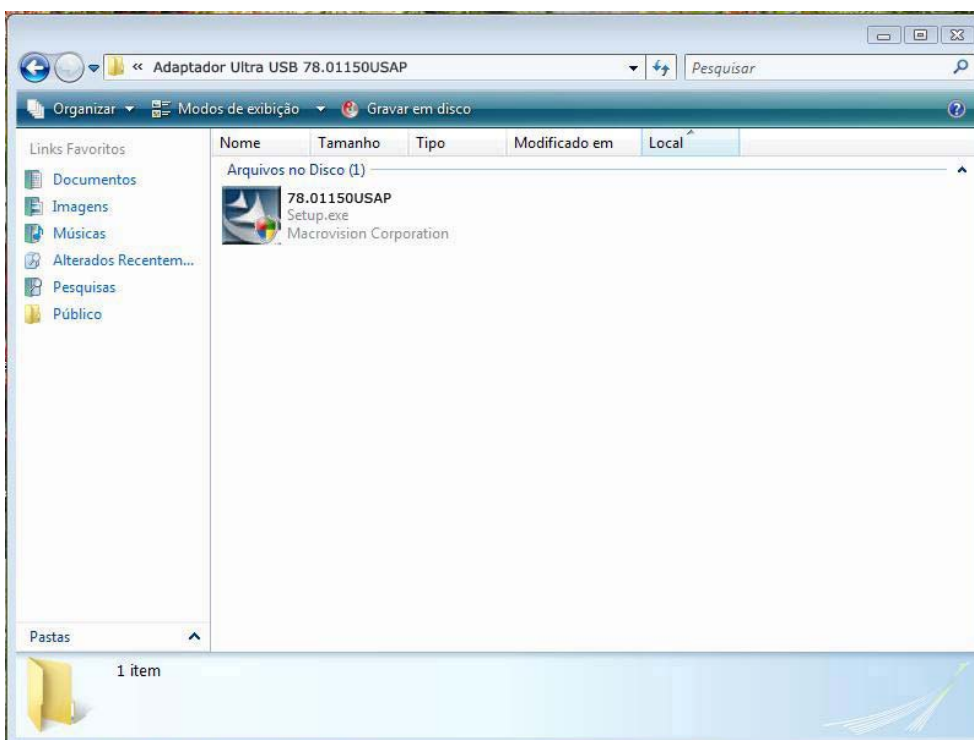 « Adaptador Ultra USB 78.01150USAP
Pesquisar
Organizar
Modos de exibição
Gravar em disco
Links Favoritos
Documentos
Imagens
Músicas
Alterados Recentem...
Pesquisas
Público
Pastas
Nome Tamanho Tipo Modificado em Local
Arquivos no Disco (1)
78.01150USAP
Setup.exe
Macrovision Corporation
1 item